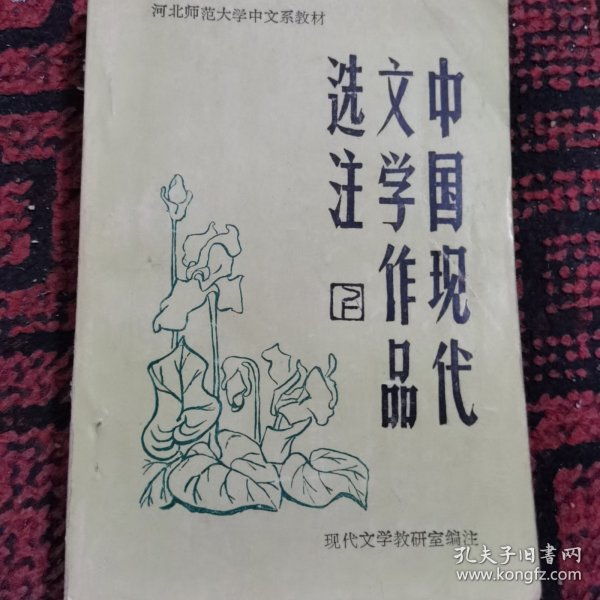 河北师范大学中文系教材
中国现代
文学作品
选注
上
现代文学教研室编注
孔夫子旧书网
www.kongfz.com